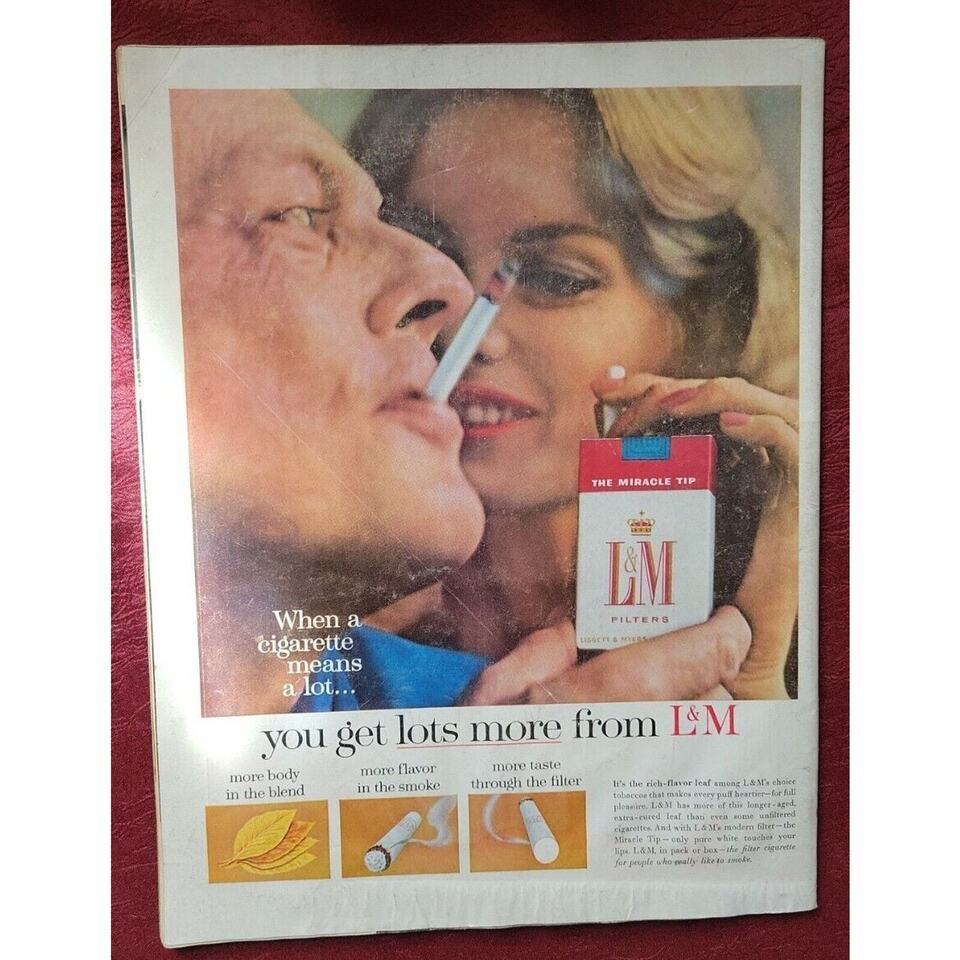 THE MIRACLE TIP
L&M
FILTERS
LIGGETT & MYERS
When a
cigarette
means
a lot...
you get lots more from L&M
more body
in the blend
more flavor
in the smoke
more taste
through the filter
It's the rich-flavor leaf among L&M's choice
tobaccos that makes every puff heartier—for full
pleasure. L&M has more of this longer-aged,
extra-cured leaf than even some unfiltered
cigarettes. And with L&M's modern filter—the
Miracle Tip—only pure white touches your
lips. L&M, in pack or box—the filter cigarette
for people who really like to smoke.